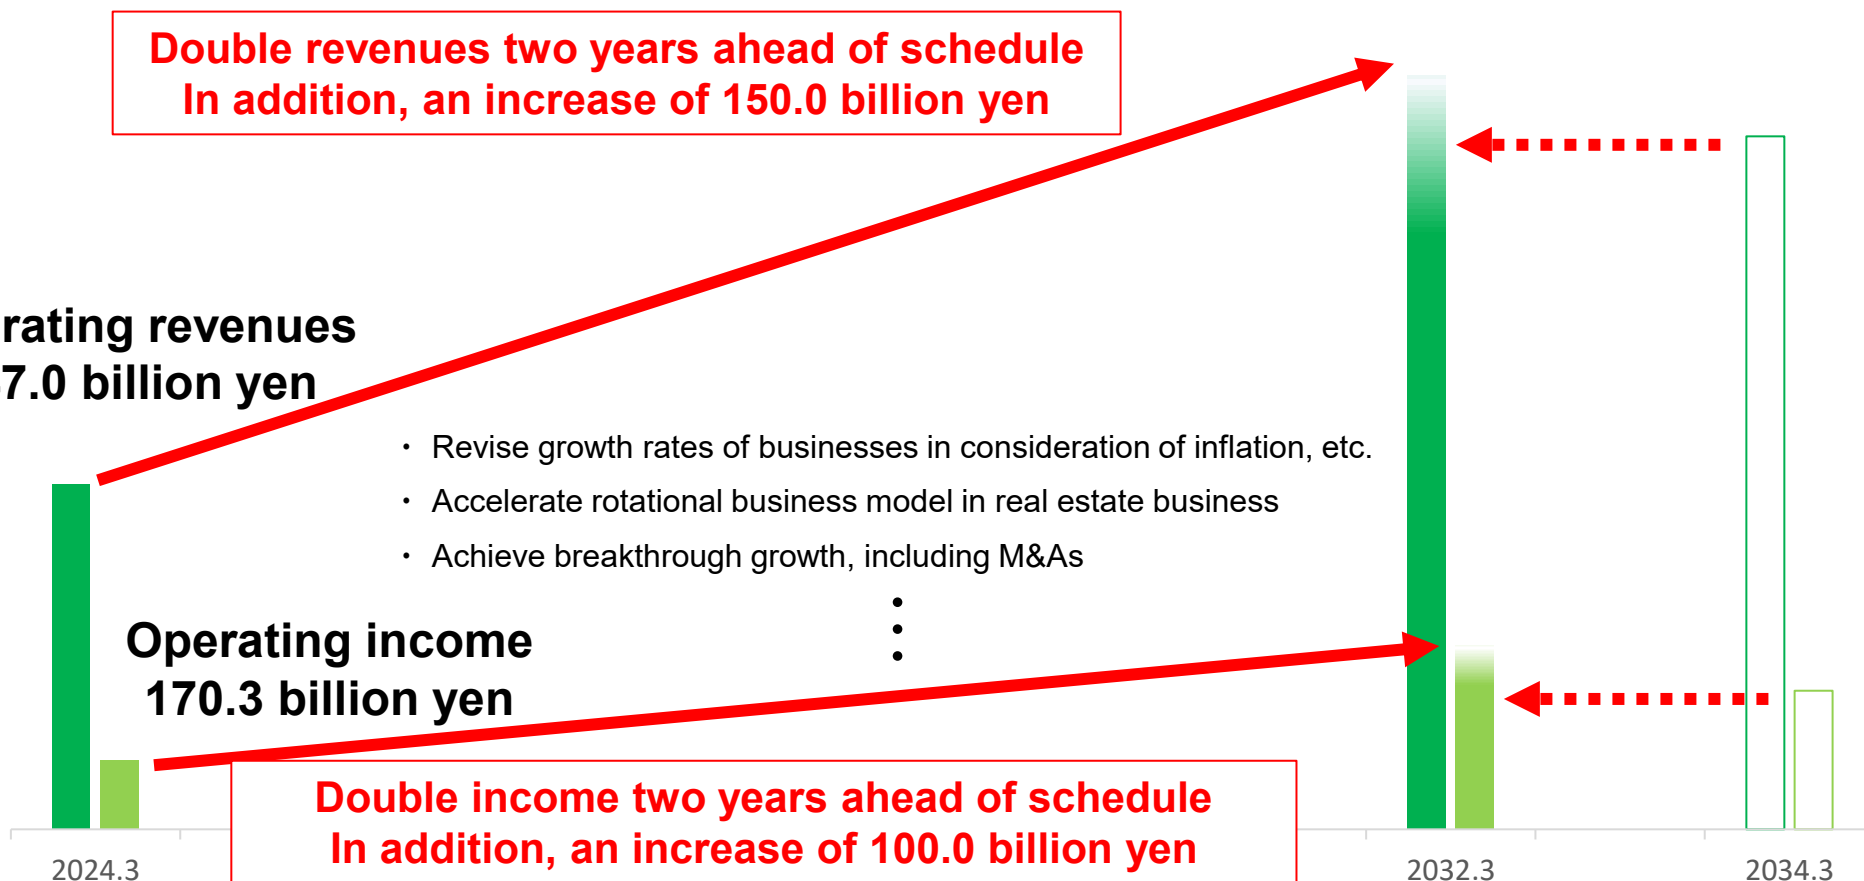 Double revenues two years ahead of schedule
In addition, an increase of 150.0 billion yen
rating revenues
7.0 billion yen
・ Revise growth rates of businesses in consideration of inflation, etc.
・ Accelerate rotational business model in real estate business
・ Achieve breakthrough growth, including M&As
Operating income
170.3 billion yen
Double income two years ahead of schedule
In addition, an increase of 100.0 billion yen
2024.3
2032.3
2034.3